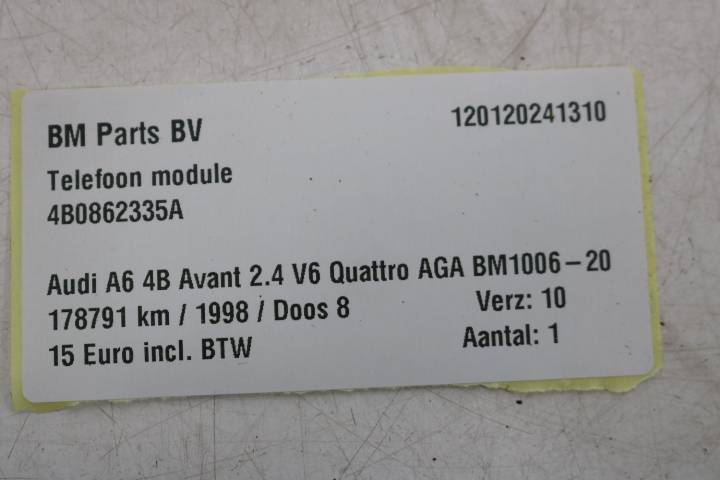 BM Parts BV
120120241310
Telefoon module
4B0862335A
Audi A6 4B Avant 2.4 V6 Quattro AGA BM1006-20
178791 km / 1998 / Doos 8
Verz: 10
15 Euro incl. BTW
Aantal: 1